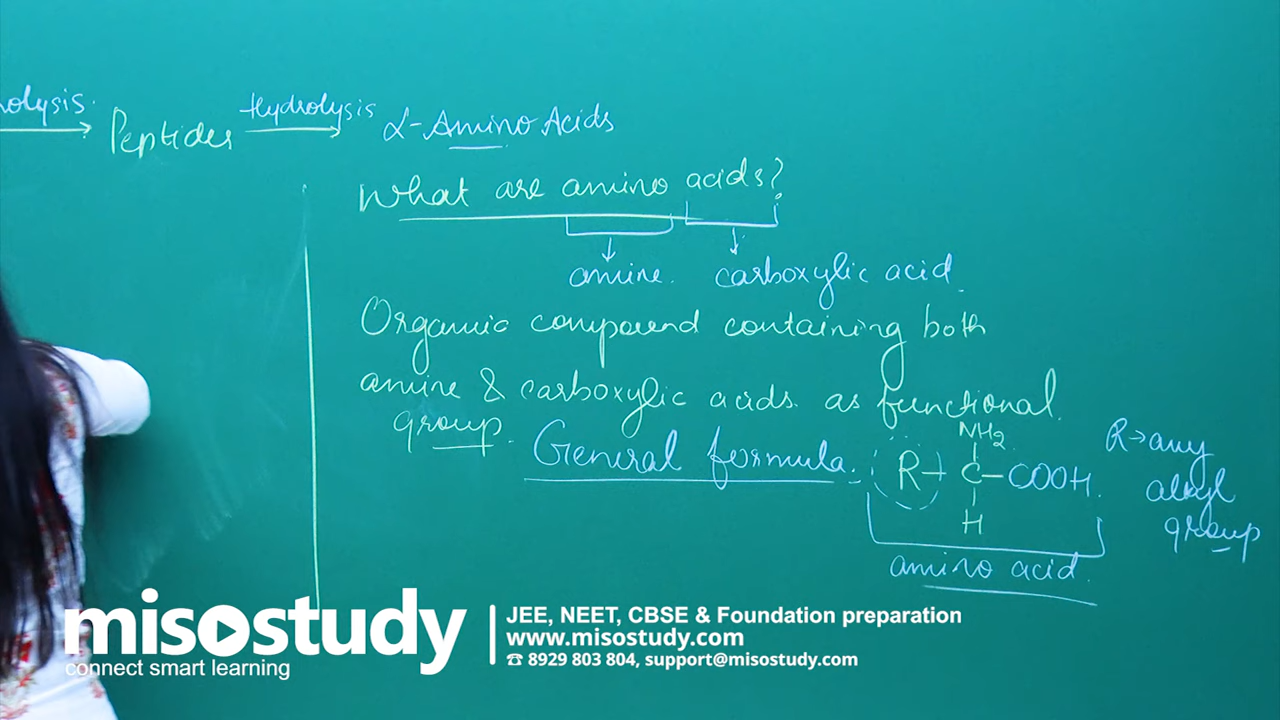 olysis.
Peptides Hydrolysis α-Amino Acids
What are amino acids?
amine. carboxylic acid.
Organic compound containing both
amine & carboxylic acids. as functional
group.
General formula.
NH₂
R-C-COOH.
H
amino acid.
R→any
alkyl
group
misostudy
connect smart learning
JEE, NEET, CBSE & Foundation preparation
www.misostudy.com
☎ 8929 803 804, support@misostudy.com